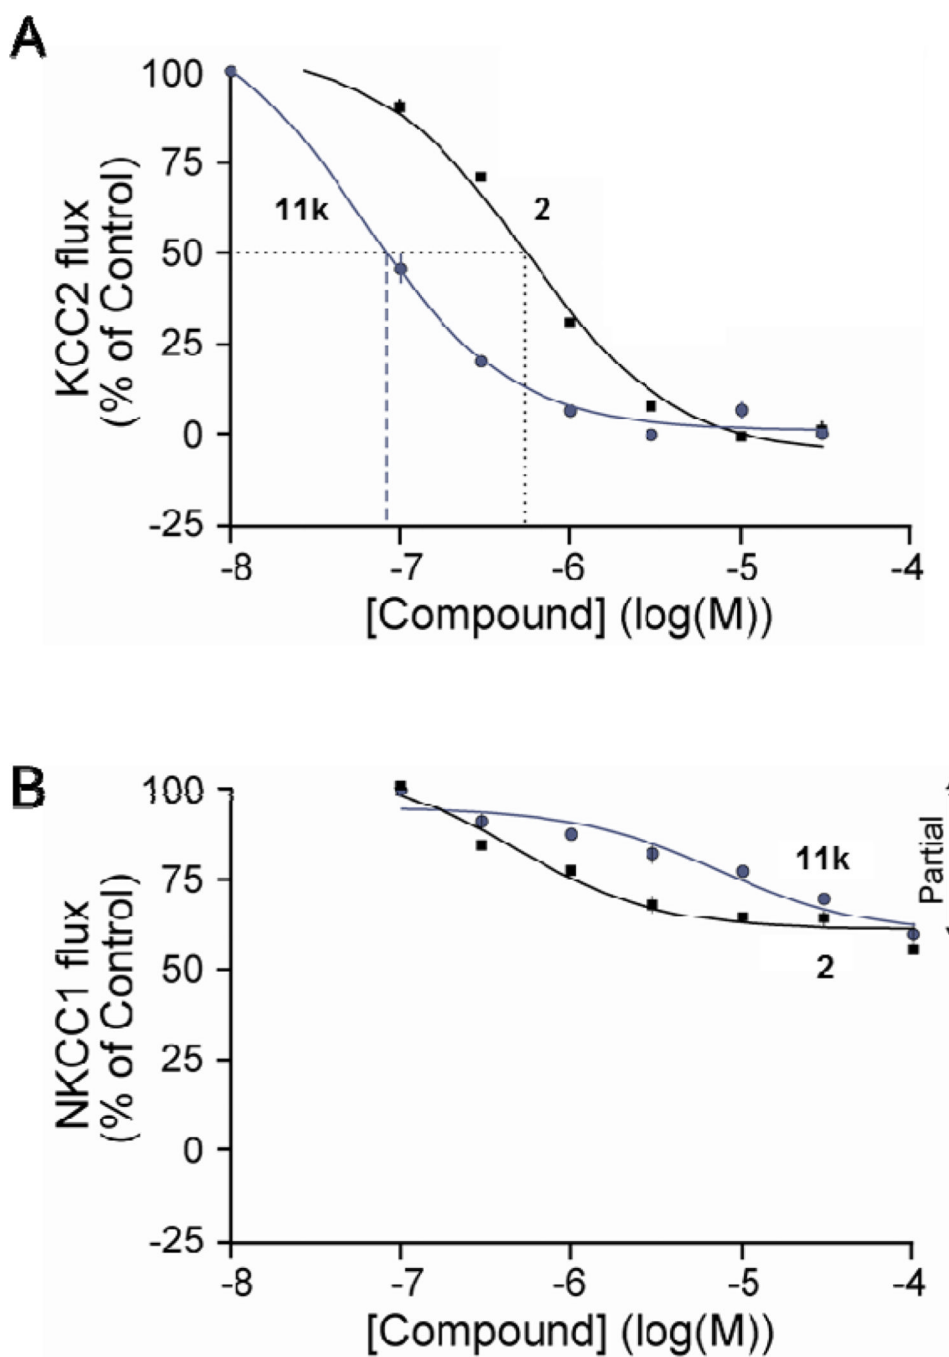 A
100
75
50
25
0
-25
KCC2 flux
(% of Control)
11k
2
-8 -7 -6 -5 -4
[Compound] (log(M))
B
100
75
50
25
0
-25
NKCC1 flux
(% of Control)
11k
2
Partial
-8 -7 -6 -5 -4
[Compound] (log(M))